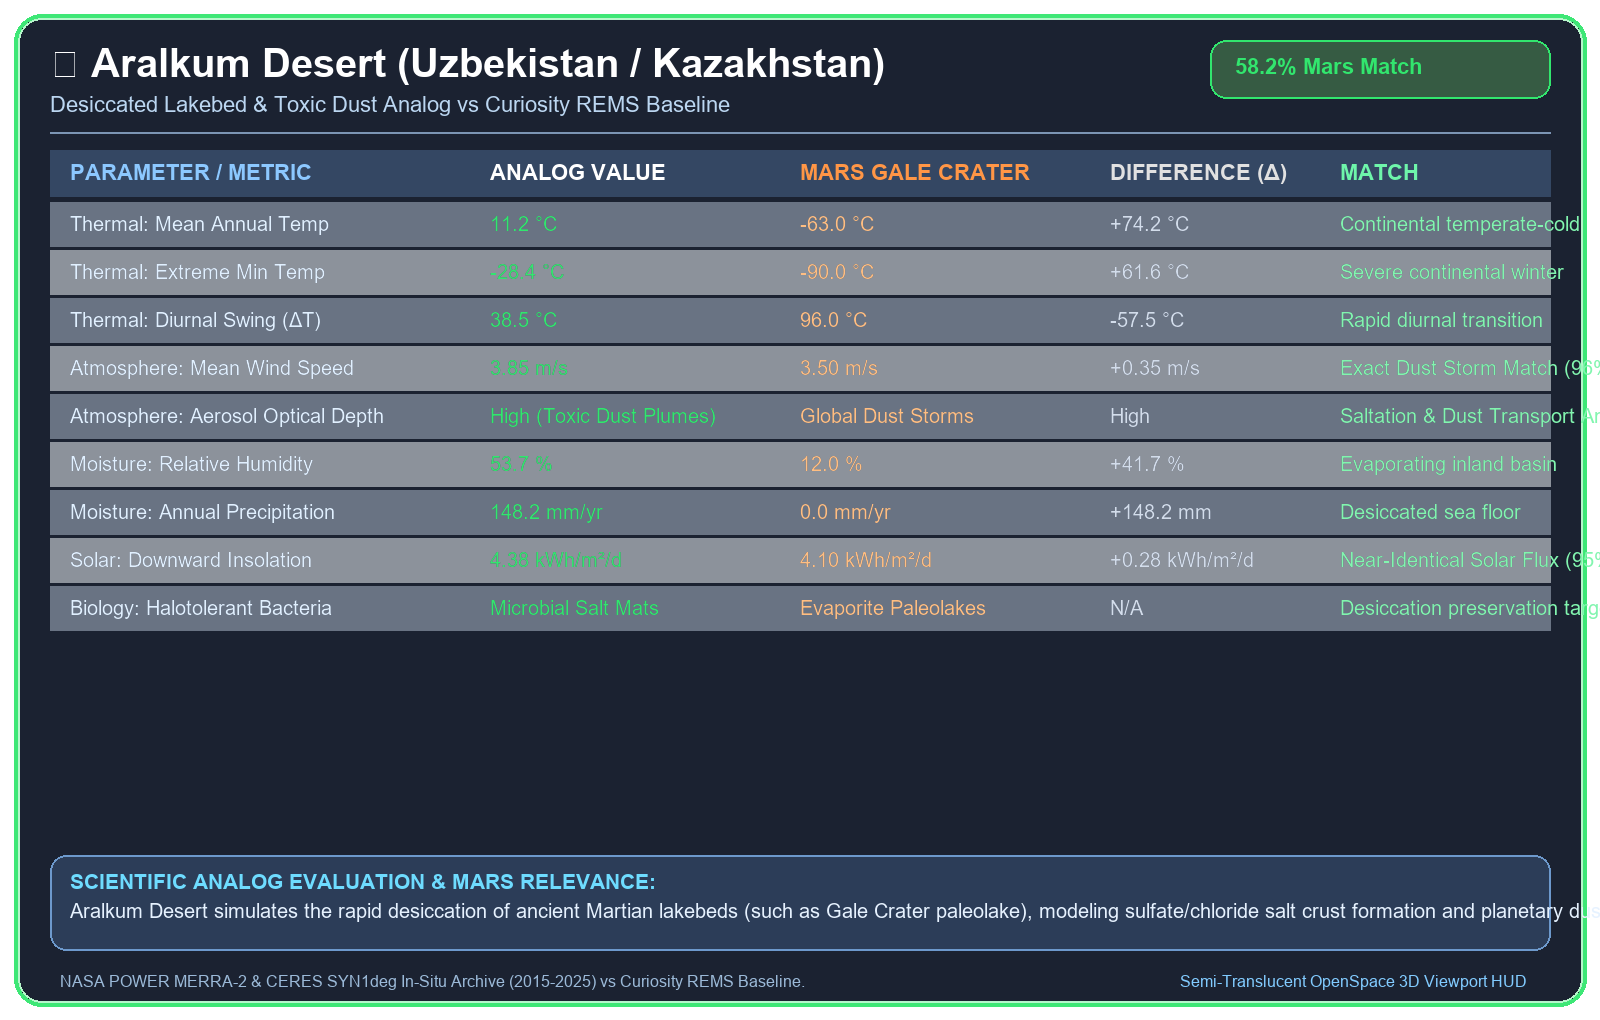 Aralkum Desert (Uzbekistan / Kazakhstan)
58.2% Mars Match
Desiccated Lakebed & Toxic Dust Analog vs Curiosity REMS Baseline
PARAMETER / METRIC ANALOG VALUE MARS GALE CRATER DIFFERENCE (Δ) MATCH
Thermal: Mean Annual Temp 11.2 °C -63.0 °C +74.2 °C Continental temperate-cold
Thermal: Extreme Min Temp -28.4 °C -90.0 °C +61.6 °C Severe continental winter
Thermal: Diurnal Swing (ΔT) 38.5 °C 96.0 °C -57.5 °C Rapid diurnal transition
Atmosphere: Mean Wind Speed 3.85 m/s 3.50 m/s +0.35 m/s Exact Dust Storm Match (96%
Atmosphere: Aerosol Optical Depth High (Toxic Dust Plumes) Global Dust Storms High Saltation & Dust Transport
Moisture: Relative Humidity 53.7 % 12.0 % +41.7 % Evaporating inland basin
Moisture: Annual Precipitation 148.2 mm/yr 0.0 mm/yr +148.2 mm Desiccated sea floor
Solar: Downward Insolation 4.38 kWh/m²/d 4.10 kWh/m²/d +0.28 kWh/m²/d Near-Identical Solar Flux (95%
Biology: Halotolerant Bacteria Microbial Salt Mats Evaporite Paleolakes N/A Desiccation preservation
SCIENTIFIC ANALOG EVALUATION & MARS RELEVANCE:
Aralkum Desert simulates the rapid desiccation of ancient Martian lakebeds (such as Gale Crater paleolake), modeling sulfate/chloride salt crust formation and planetary
NASA POWER MERRA-2 & CERES SYN1deg In-Situ Archive (2015-2025) vs Curiosity REMS Baseline.
Semi-Translucent OpenSpace 3D Viewport HUD